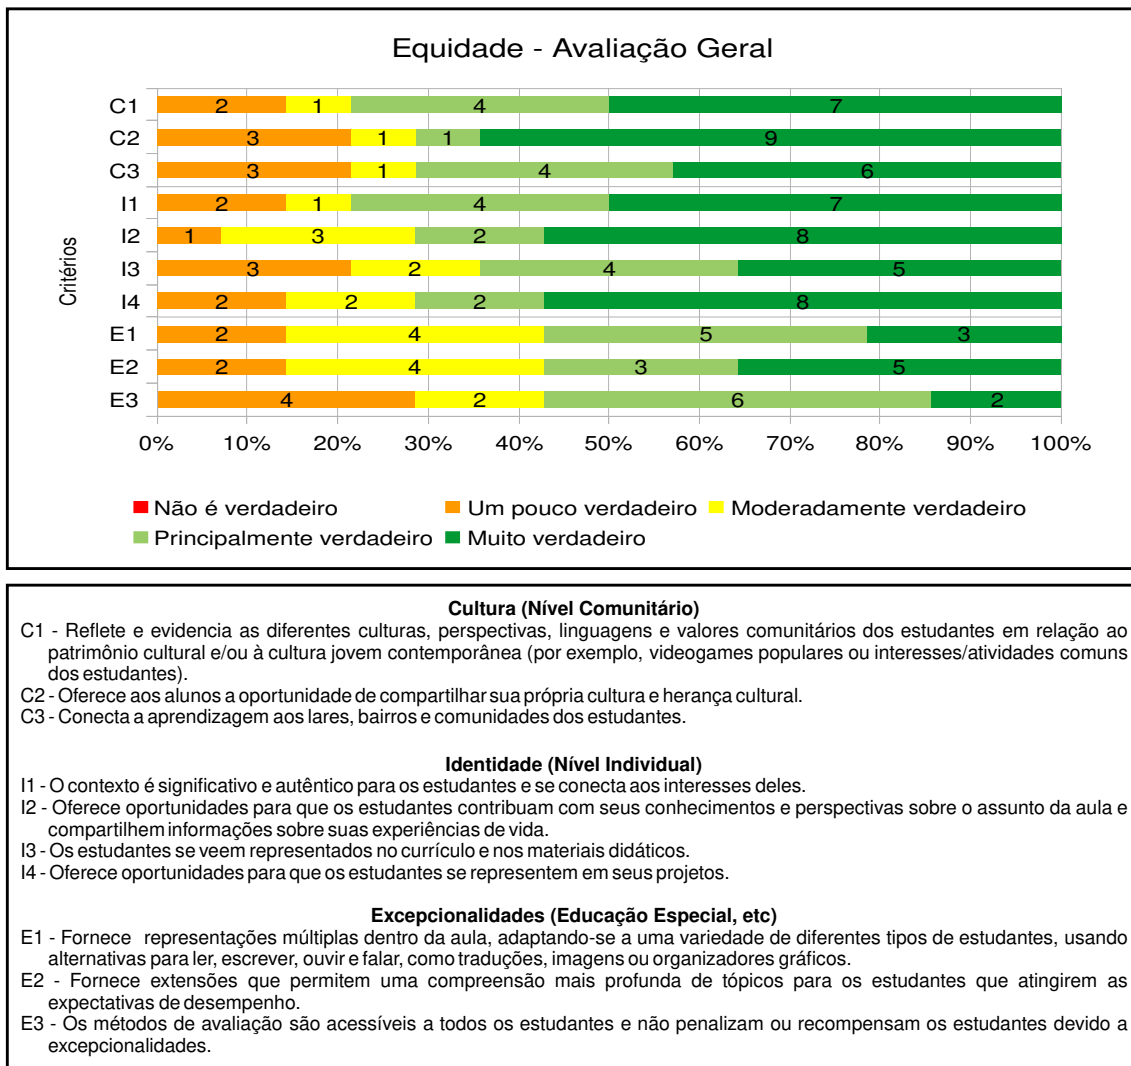 Equidade - Avaliação Geral
Critérios
C1 2 1 4 7
C2 3 1 1 9
C3 3 1 4 6
I1 2 1 4 7
I2 1 3 2 8
I3 3 2 4 5
I4 2 2 2 8
E1 2 4 5 3
E2 2 4 3 5
E3 4 2 6 2
0% 10% 20% 30% 40% 50% 60% 70% 80% 90% 100%
Não é verdadeiro Um pouco verdadeiro Moderadamente verdadeiro
Principalmente verdadeiro Muito verdadeiro
Cultura (Nível Comunitário)
C1 - Reflete e evidencia as diferentes culturas, perspectivas, linguagens e valores comunitários dos estudantes em relação ao
patrimônio cultural e/ou à cultura jovem contemporânea (por exemplo, videogames populares ou interesses/atividades comuns
dos estudantes).
C2 - Oferece aos alunos a oportunidade de compartilhar sua própria cultura e herança cultural.
C3 - Conecta a aprendizagem aos lares, bairros e comunidades dos estudantes.
Identidade (Nível Individual)
I1 - O contexto é significativo e autêntico para os estudantes e se conecta aos interesses deles.
I2 - Oferece oportunidades para que os estudantes contribuam com seus conhecimentos e perspectivas sobre o assunto da aula e
compartilhem informações sobre suas experiências de vida.
I3 - Os estudantes se veem representados no currículo e nos materiais didáticos.
I4 - Oferece oportunidades para que os estudantes se representem em seus projetos.
Excepcionalidades (Educação Especial, etc)
E1 - Fornece representações múltiplas dentro da aula, adaptando-se a uma variedade de diferentes tipos de estudantes, usando
alternativas para ler, escrever, ouvir e falar, como traduções, imagens ou organizadores gráficos.
E2 - Fornece extensões que permitem uma compreensão mais profunda de tópicos para os estudantes que atingirem as
expectativas de desempenho.
E3 - Os métodos de avaliação são acessíveis a todos os estudantes e não penalizam ou recompensam os estudantes devido a
excepcionalidades.